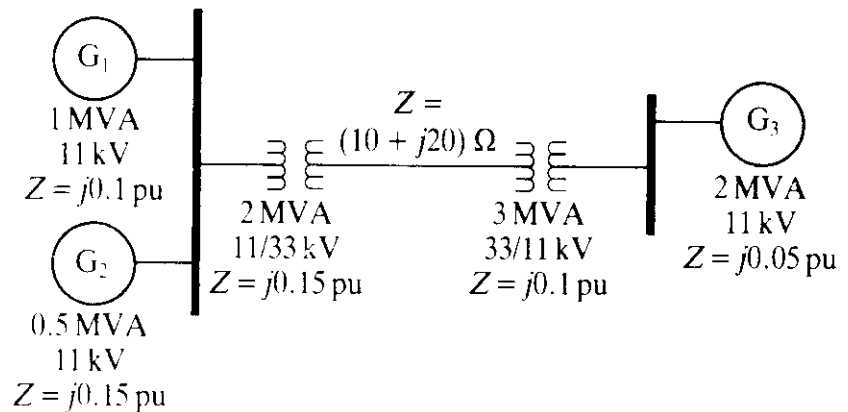 G₁
1 MVA
11 kV
Z = j0.1 pu
G₂
0.5 MVA
11 kV
Z = j0.15 pu
2 MVA
11/33 kV
Z = j0.15 pu
Z =
(10 + j20) Ω
3 MVA
33/11 kV
Z = j0.1 pu
G₃
2 MVA
11 kV
Z = j0.05 pu